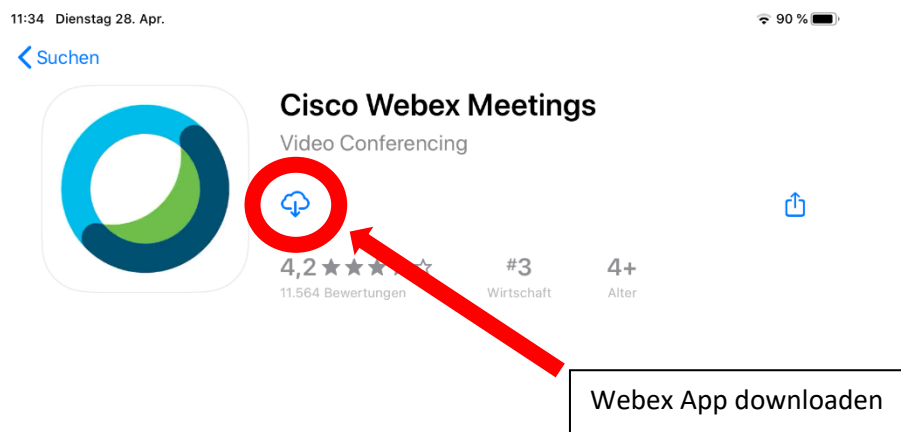 11:34 Dienstag 28. Apr.
90 %
Suchen
Cisco Webex Meetings
Video Conferencing
4,2
#3
4+
11.564 Bewertungen
Wirtschaft
Alter
Webex App downloaden